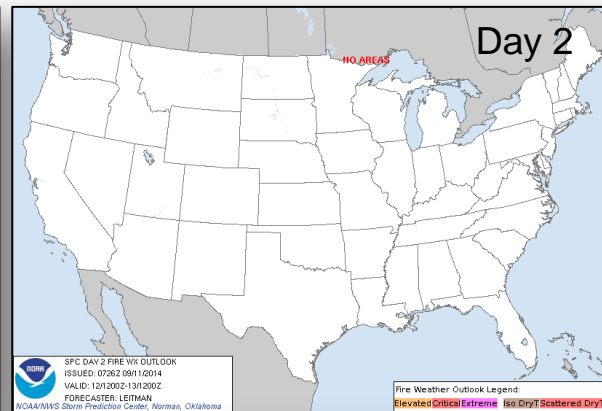 Day 2
NO AREAS
NOAA
SPC DAY 2 FIRE WX OUTLOOK
ISSUED: 0726Z 09/11/2014
VALID: 12/1200Z-13/1200Z
FORECASTER: LEITMAN
NOAA/NWS Storm Prediction Center, Norman, Oklahoma
Fire Weather Outlook Legend:
Elevated Critical Extreme Iso DryT Scattered DryT